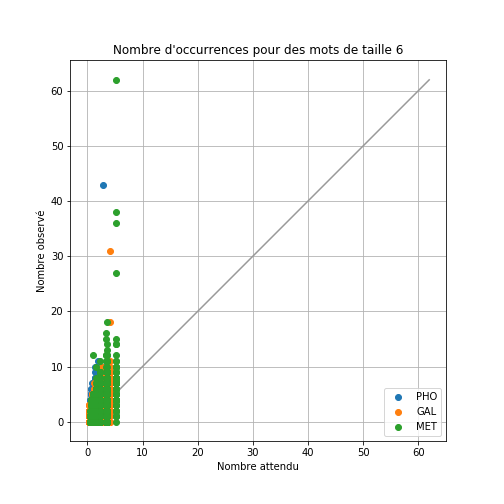 Nombre d'occurrences pour des mots de taille 6
Nombre observé
60
50
40
30
20
10
0
0 10 20 30 40 50 60
Nombre attendu
PHO
GAL
MET